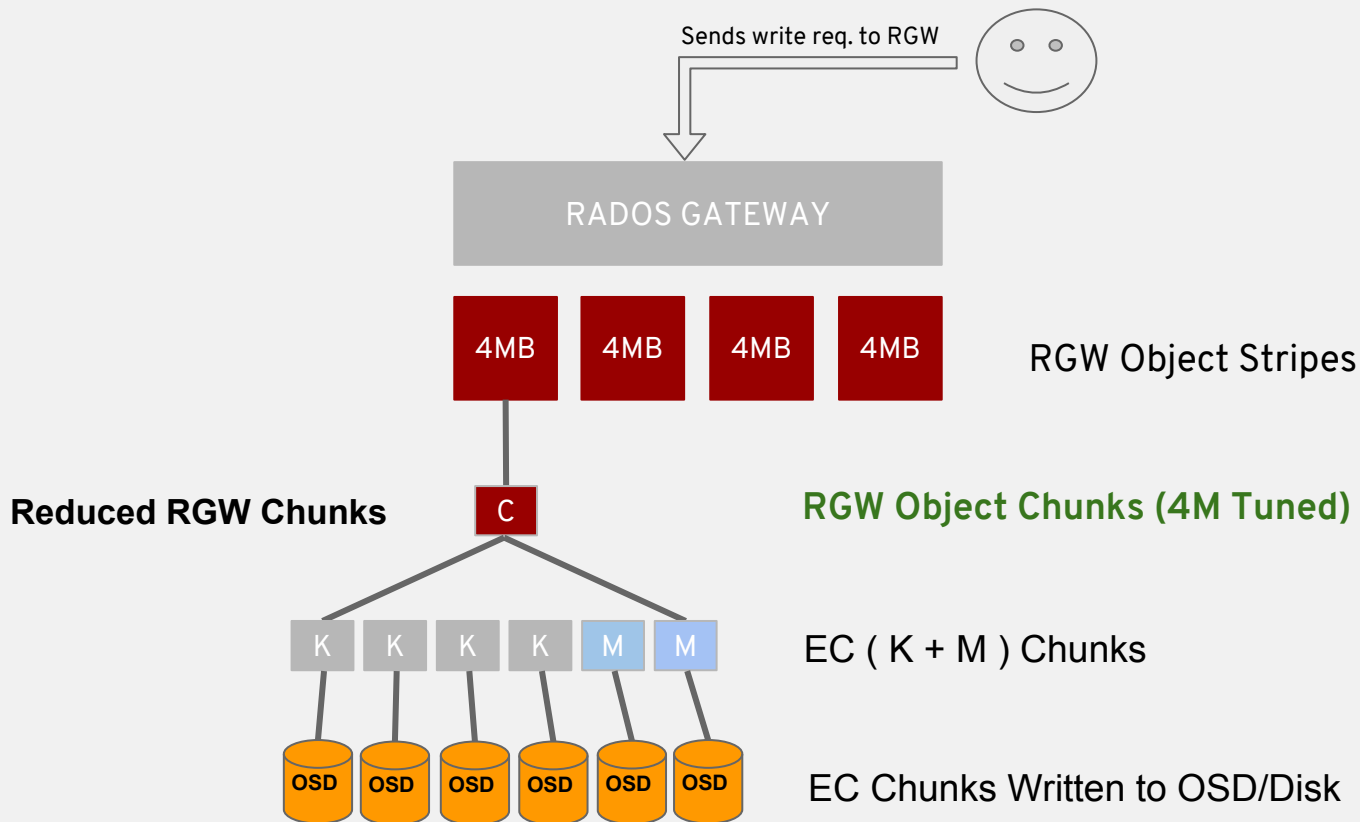 Sends write req. to RGW
RADOS GATEWAY
4MB 4MB 4MB 4MB
RGW Object Stripes
Reduced RGW Chunks
C
RGW Object Chunks (4M Tuned)
K K K K M M
EC ( K + M ) Chunks
OSD OSD OSD OSD OSD OSD
EC Chunks Written to OSD/Disk